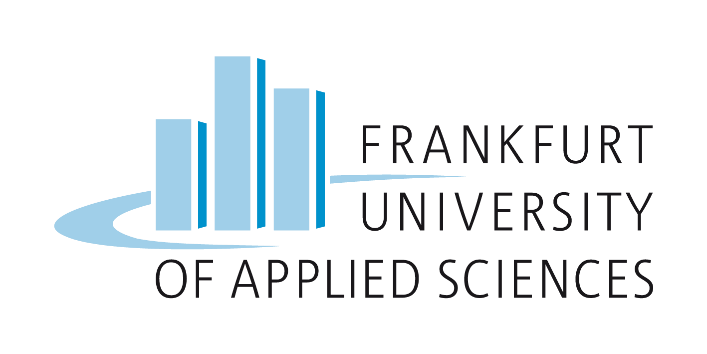 FRANKFURT
UNIVERSITY
OF APPLIED SCIENCES